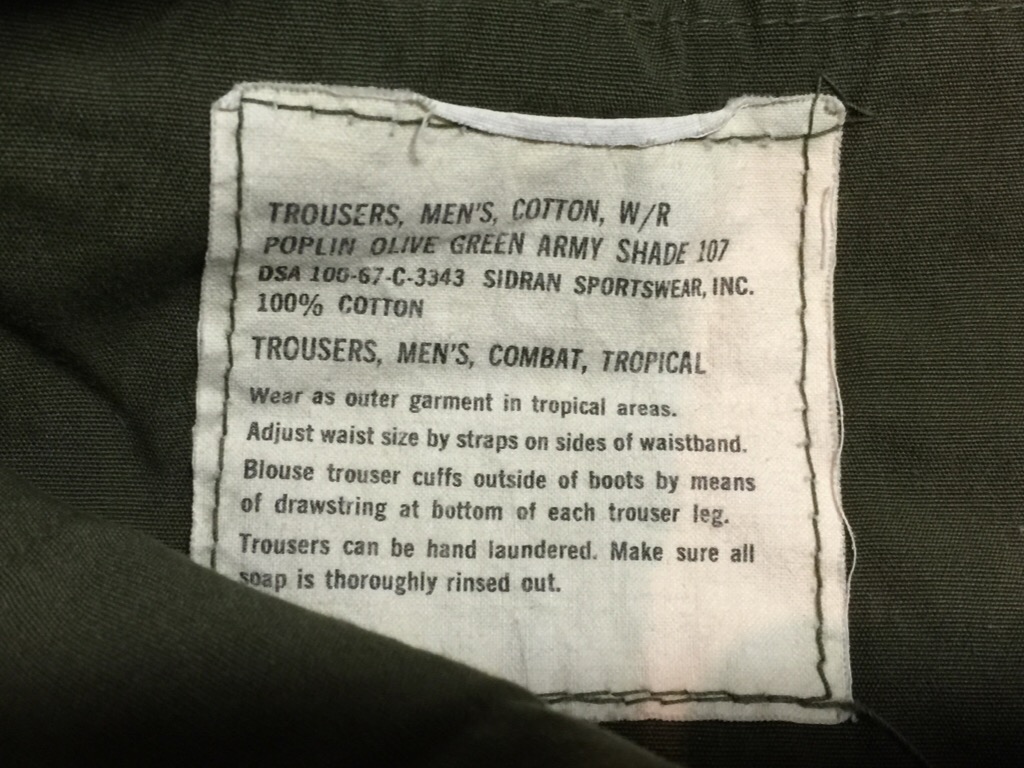 TROUSERS, MEN'S, COTTON, W/R
POPLIN OLIVE GREEN ARMY SHADE 107
DSA 100-67-C-3343 SIDRAN SPORTSWEAR, INC.
100% COTTON
TROUSERS, MEN'S, COMBAT, TROPICAL
Wear as outer garment in tropical areas.
Adjust waist size by straps on sides of waistband.
Blouse trouser cuffs outside of boots by means
of drawstring at bottom of each trouser leg.
Trousers can be hand laundered. Make sure all
soap is thoroughly rinsed out.